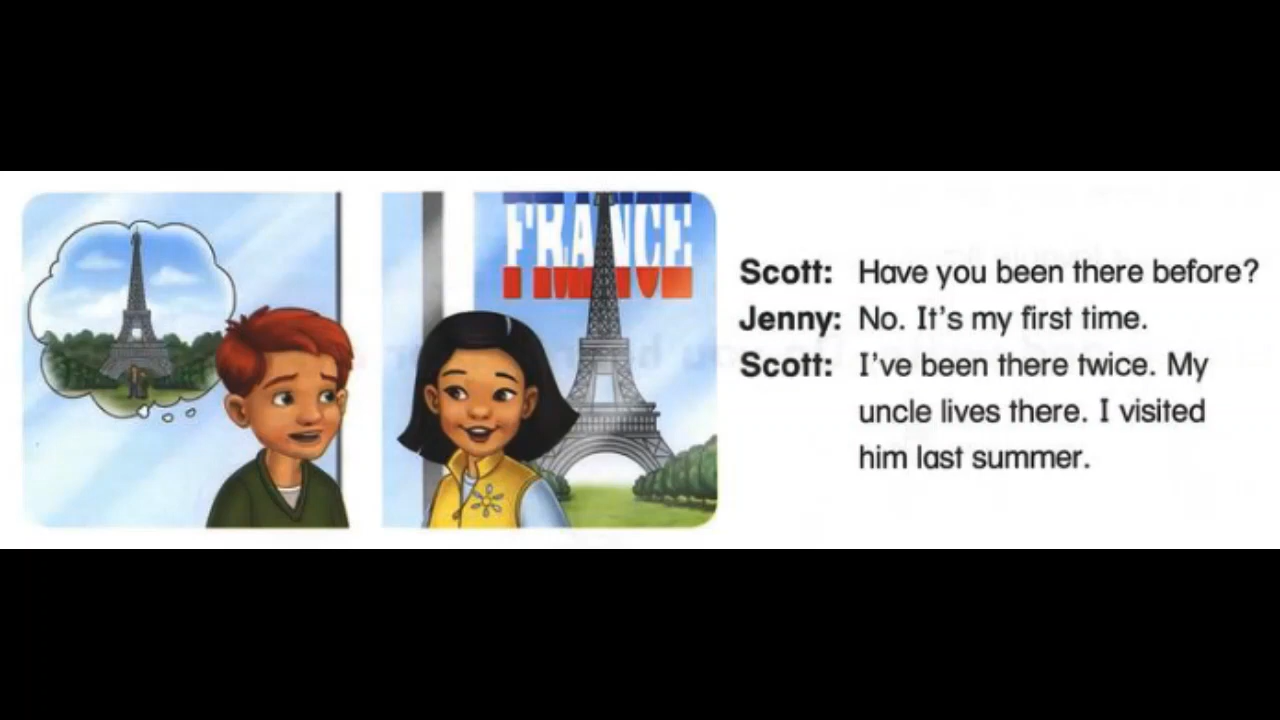 FRANCE
Scott: Have you been there before?
Jenny: No. It's my first time.
Scott: I've been there twice. My
uncle lives there. I visited
him last summer.